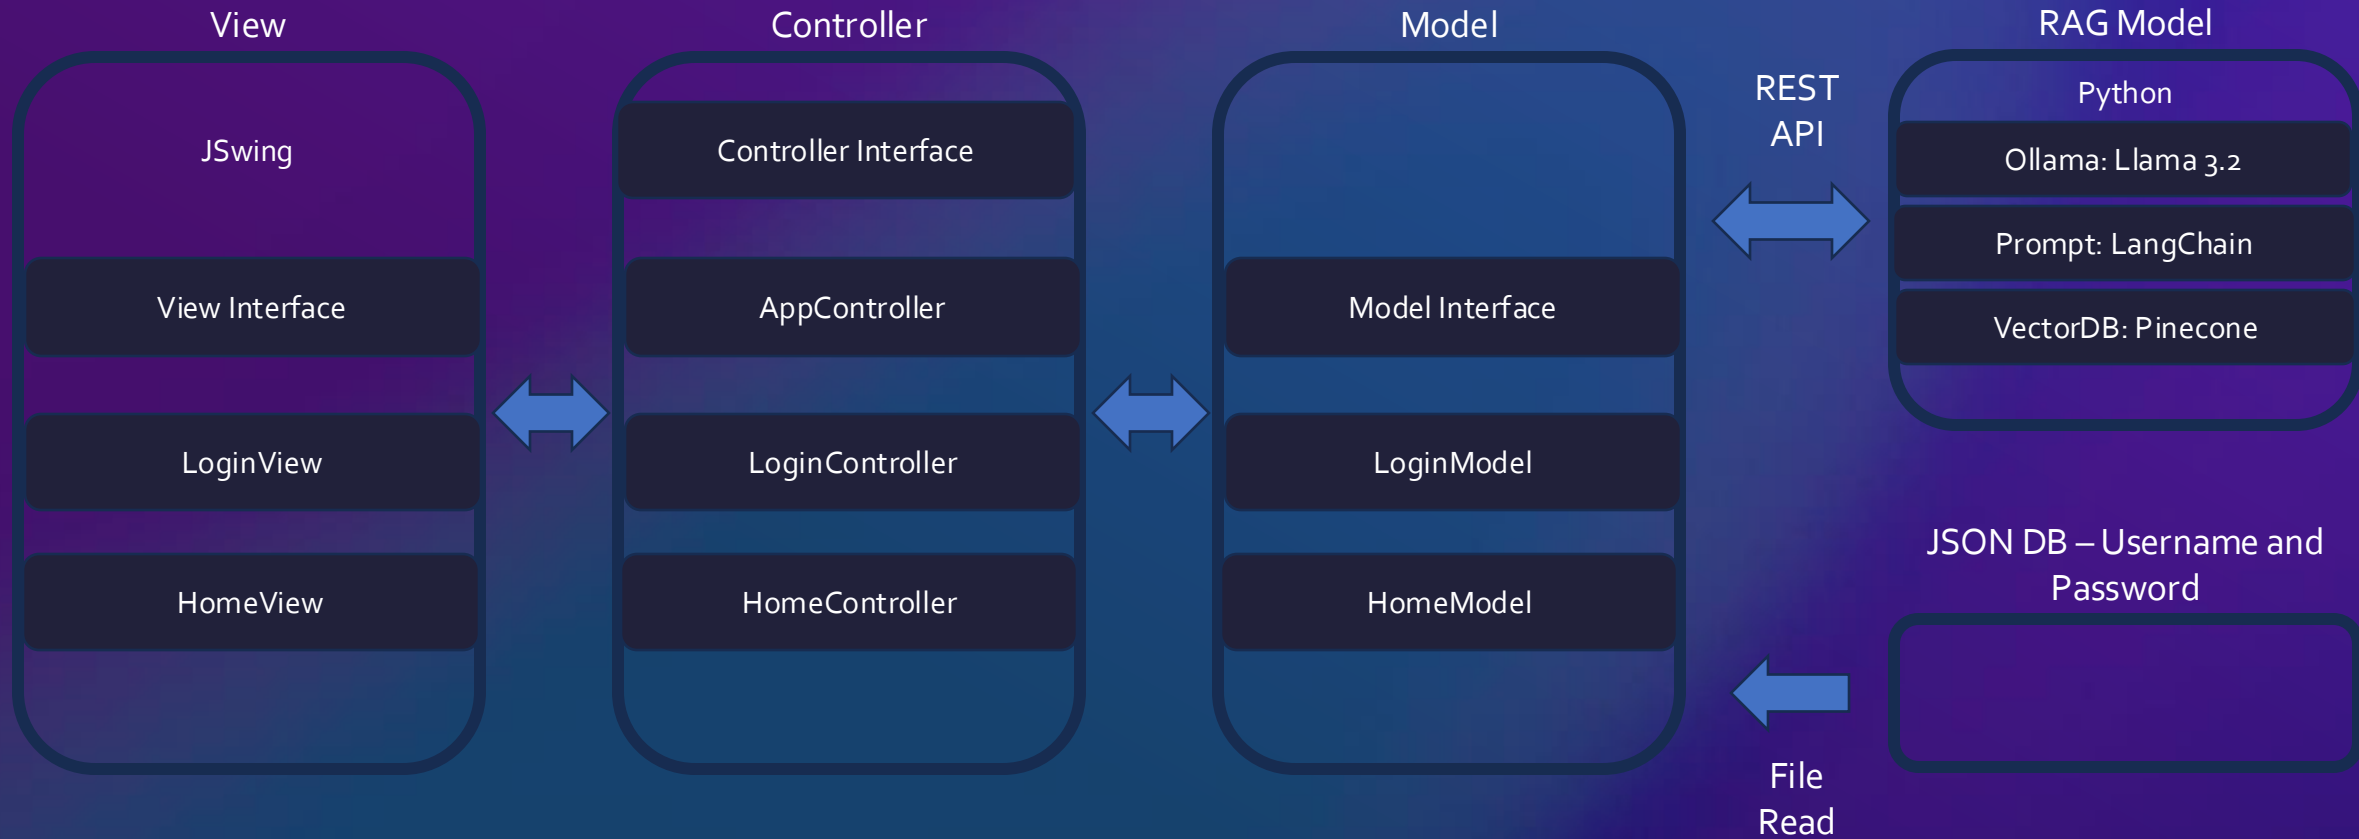 View
JSwing
View Interface
LoginView
HomeView
Controller
Controller Interface
AppController
LoginController
HomeController
Model
Model Interface
LoginModel
HomeModel
REST
API
RAG Model
Python
Ollama: Llama 3.2
Prompt: LangChain
VectorDB: Pinecone
JSON DB – Username and
Password
File
Read